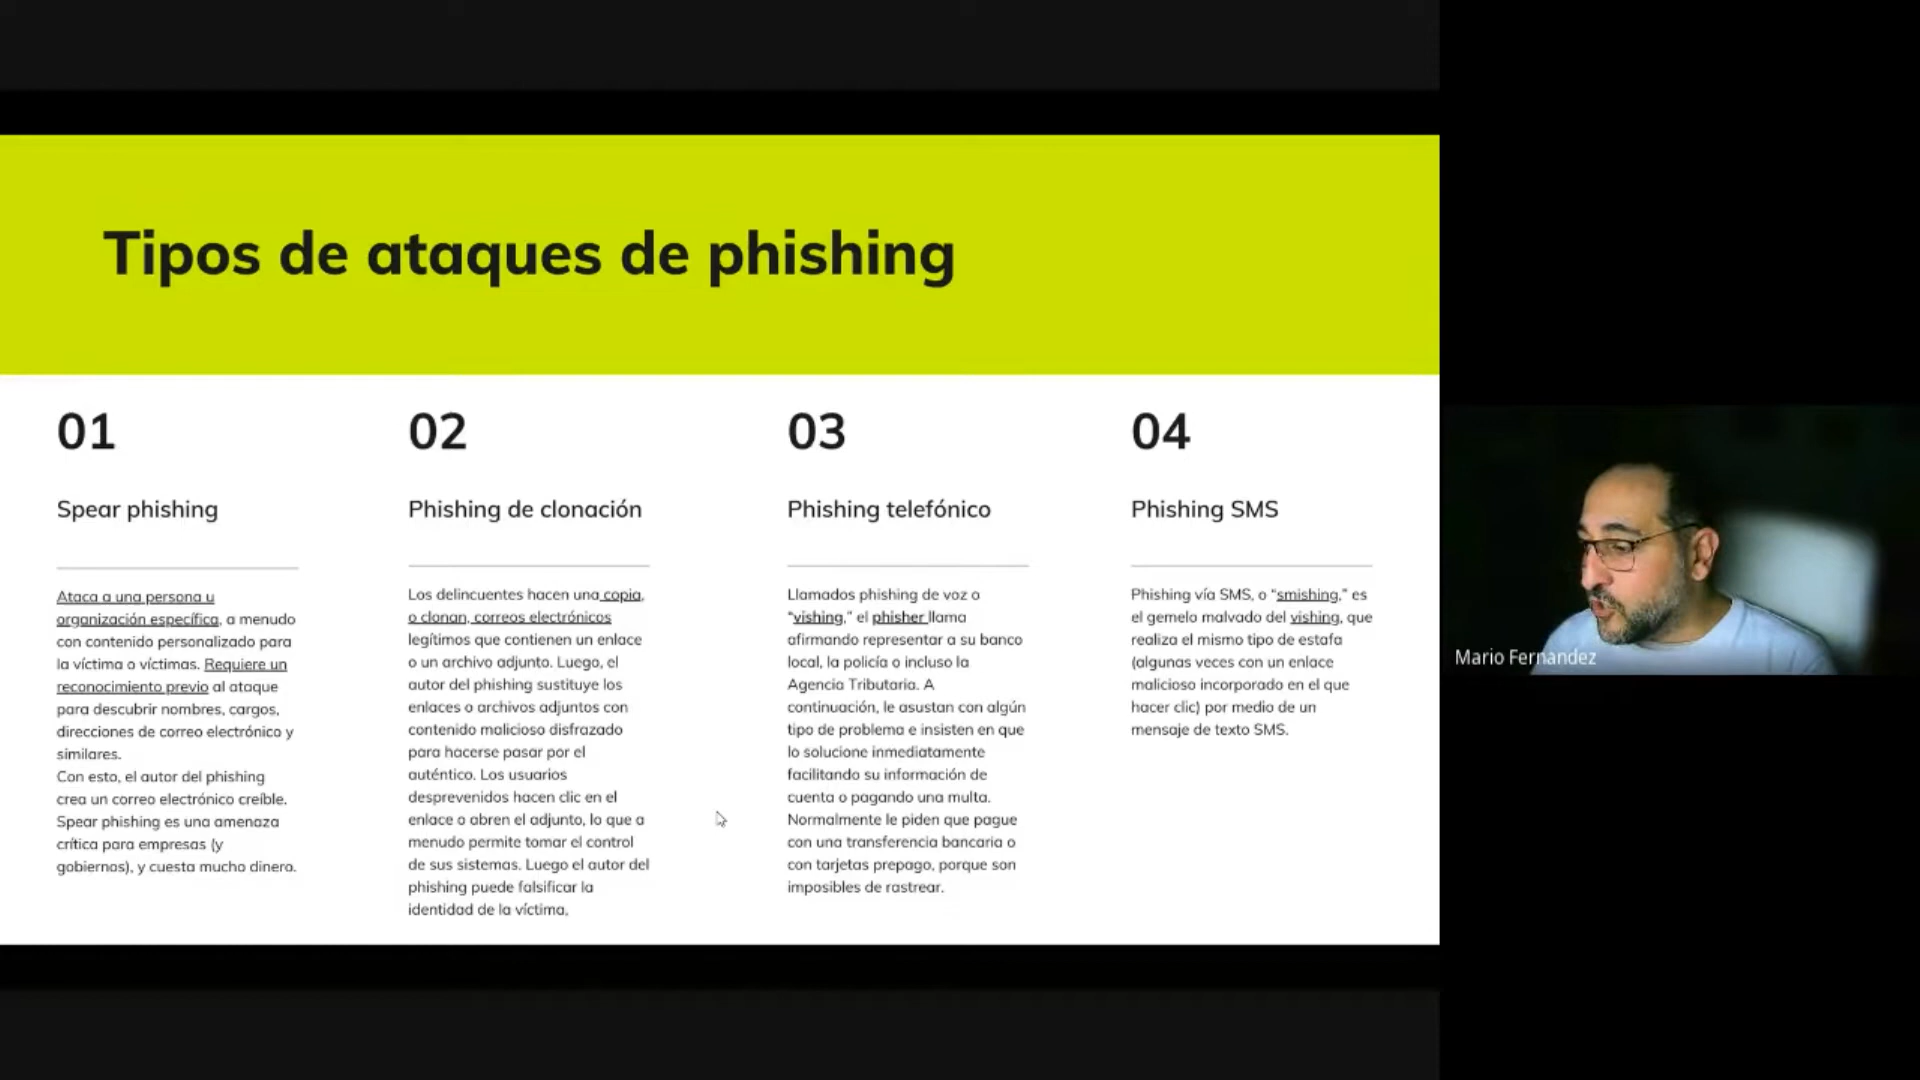 Tipos de ataques de phishing
01
Spear phishing
Ataca a una persona u
organización específica, a menudo
con contenido personalizado para
la víctima o víctimas. Requiere un
reconocimiento previo al ataque
para descubrir nombres, cargos,
direcciones de correo electrónico y
similares.
Con esto, el autor del phishing
crea un correo electrónico creíble.
Spear phishing es una amenaza
crítica para empresas (y
gobiernos), y cuesta mucho dinero.
02
Phishing de clonación
Los delincuentes hacen una copia,
o clonan, correos electrónicos
legítimos que contienen un enlace
o un archivo adjunto. Luego, el
autor del phishing sustituye los
enlaces o archivos adjuntos con
contenido malicioso disfrazado
para hacerse pasar por el
auténtico. Los usuarios
desprevenidos hacen clic en el
enlace o abren el adjunto, lo que a
menudo permite tomar el control
de sus sistemas. Luego el autor del
phishing puede falsificar la
identidad de la víctima,
03
Phishing telefónico
Llamados phishing de voz o
“vishing,” el phisher llama
afirmando representar a su banco
local, la policía o incluso la
Agencia Tributaria. A
continuación, le asustan con algún
tipo de problema e insisten en que
lo solucione inmediatamente
facilitando su información de
cuenta o pagando una multa.
Normalmente le piden que pague
con una transferencia bancaria o
con tarjetas prepago, porque son
imposibles de rastrear.
04
Phishing SMS
Phishing vía SMS, o “smishing,” es
el gemelo malvado del vishing, que
realiza el mismo tipo de estafa
(algunas veces con un enlace
malicioso incorporado en el que
hacer clic) por medio de un
mensaje de texto SMS.
Mario Fernandez